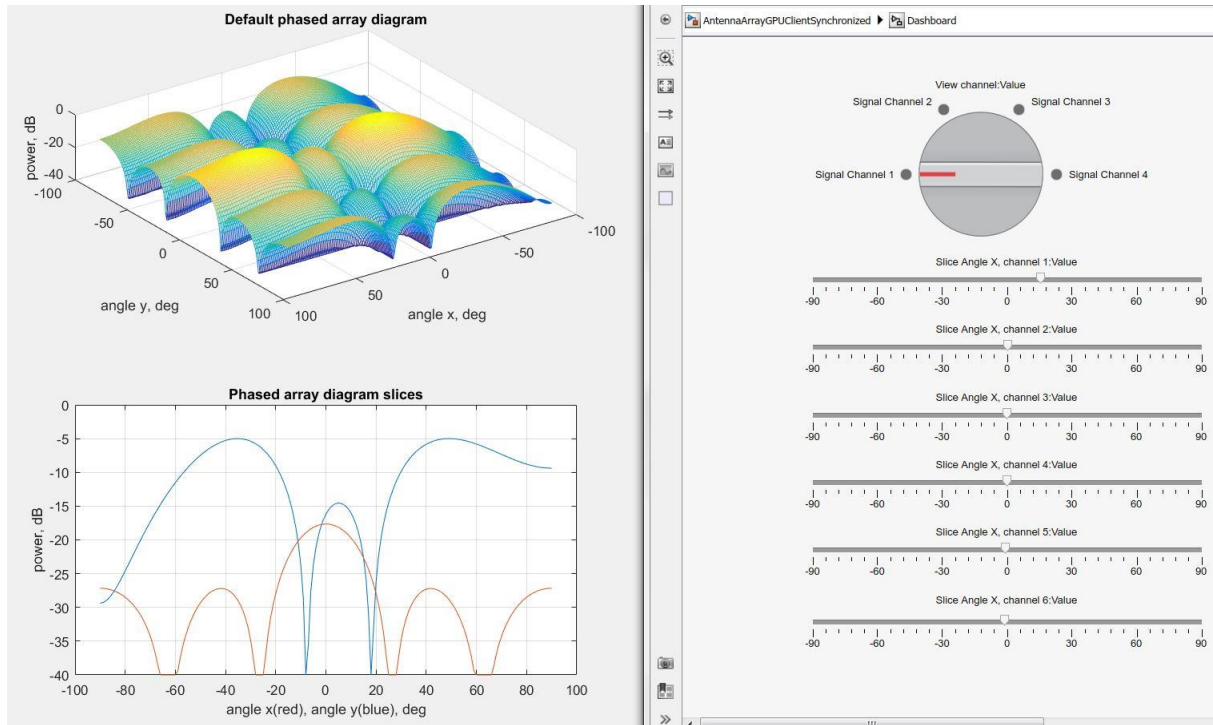 Default phased array diagram
0
-20
-40
power, dB
-100
-50
0
50
100
angle y, deg
100
50
0
-50
-100
angle x, deg
Phased array diagram slices
0
-5
-10
-15
-20
-25
-30
-35
-40
power, dB
-100 -80 -60 -40 -20 0 20 40 60 80 100
angle x(red), angle y(blue), deg
AntennaArrayGPUClientSynchronized Dashboard
View channel:Value
Signal Channel 2 Signal Channel 3
Signal Channel 1 Signal Channel 4
Slice Angle X, channel 1:Value
-90 -60 -30 0 30 60 90
Slice Angle X, channel 2:Value
-90 -60 -30 0 30 60 90
Slice Angle X, channel 3:Value
-90 -60 -30 0 30 60 90
Slice Angle X, channel 4:Value
-90 -60 -30 0 30 60 90
Slice Angle X, channel 5:Value
-90 -60 -30 0 30 60 90
Slice Angle X, channel 6:Value
-90 -60 -30 0 30 60 90